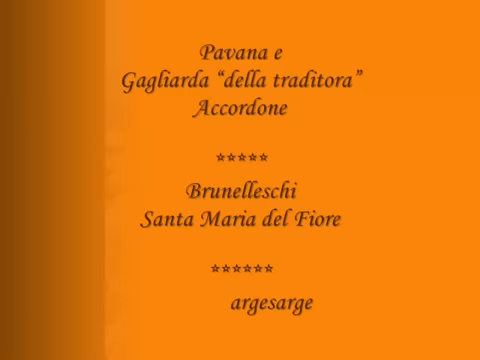 Pavana e
Gagliarda “della traditora”
Accordone
*****
Brunelleschi
Santa Maria del Fiore
******
argesarge